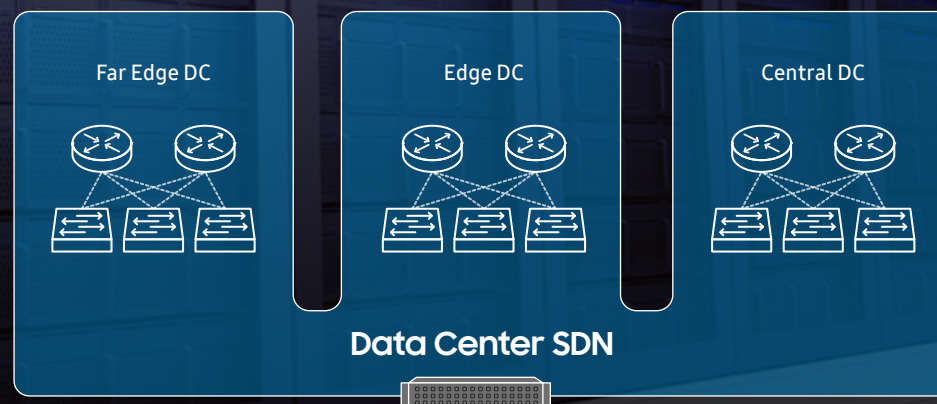 Far Edge DC
Edge DC
Central DC
Data Center SDN